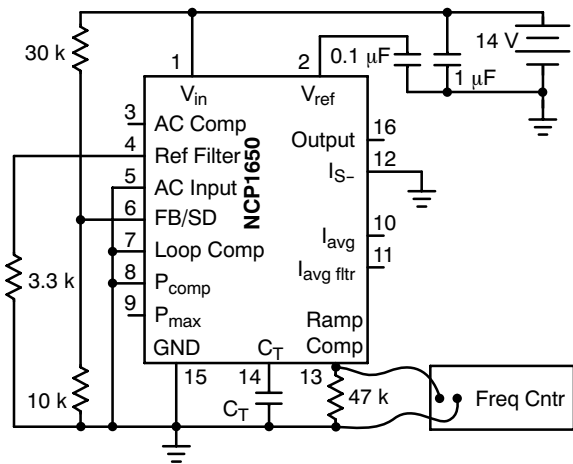 30 k
1
2
0.1 μF
1 μF
14 V
Vin
Vref
3
AC Comp
4
Ref Filter
5
AC Input
6
FB/SD
7
Loop Comp
8
Pcomp
9
Pmax
GND
15
NCP1650
Output
16
IS–
12
Iavg
10
Iavg fltr
11
Ramp
Comp
13
CT
14
CT
3.3 k
10 k
47 k
Freq Cntr